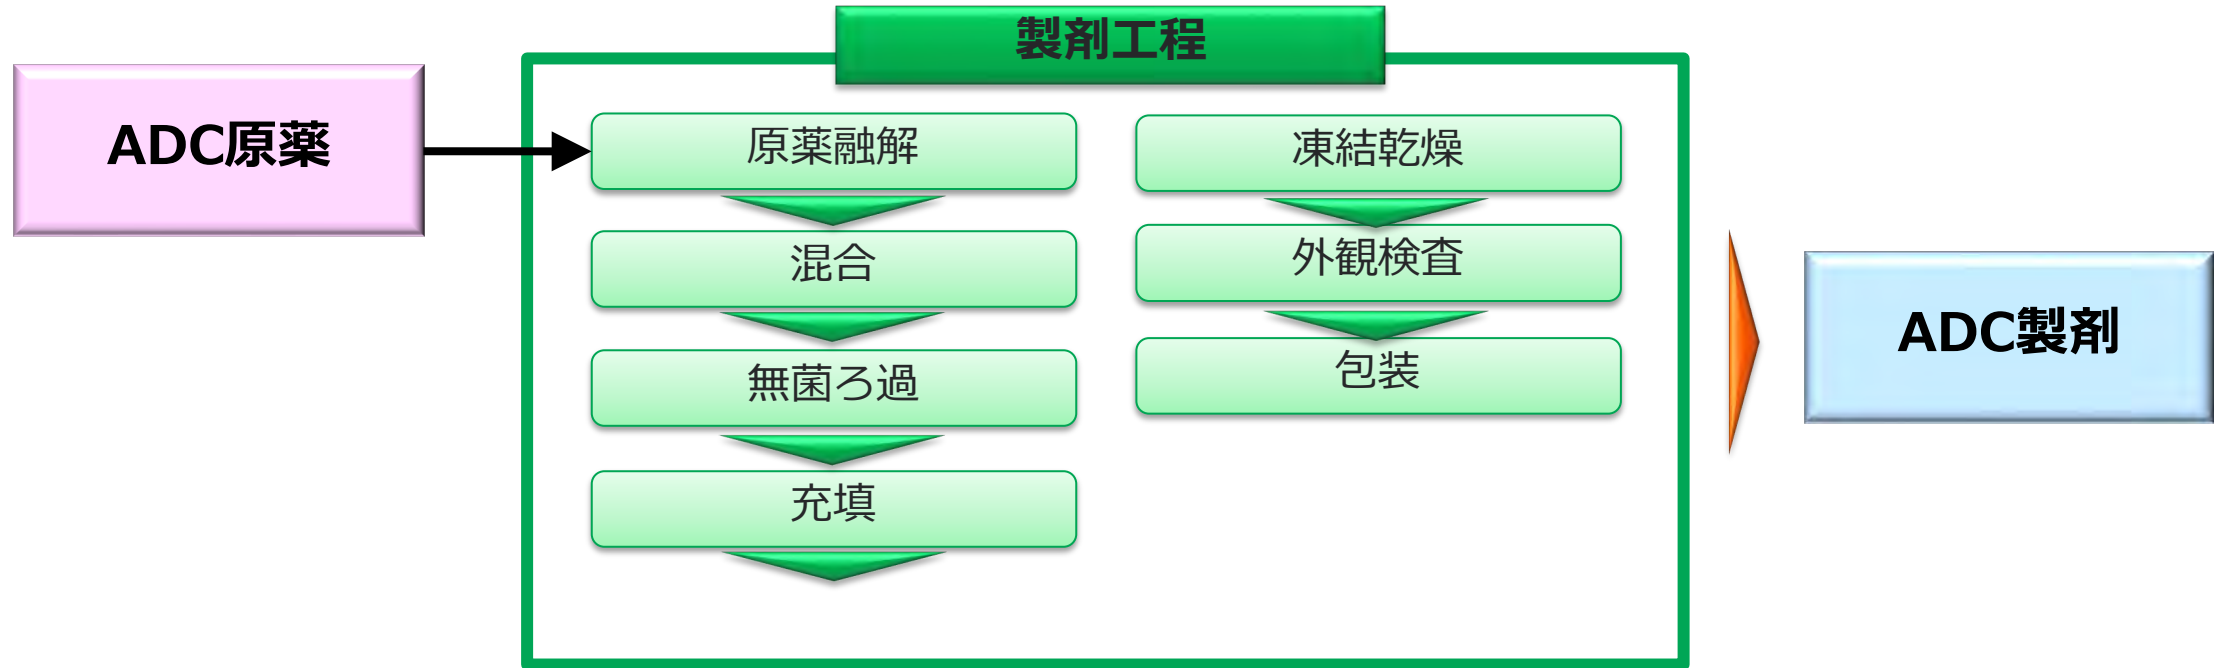 製剤工程
ADC原薬
原薬融解
混合
無菌ろ過
充填
凍結乾燥
外観検査
包装
ADC製剤